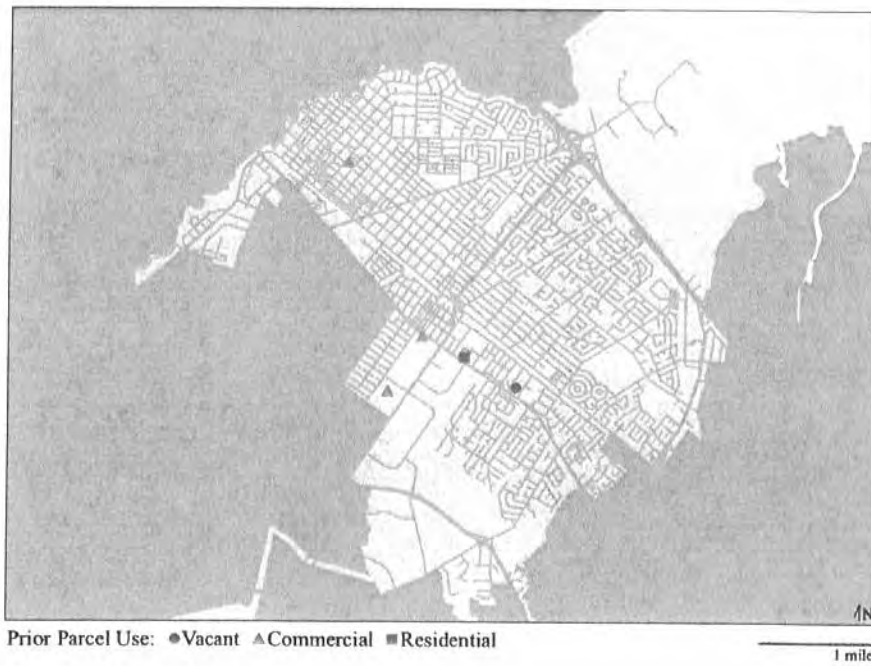 N
Prior Parcel Use: ●Vacant ▲Commercial ■Residential
1 mile